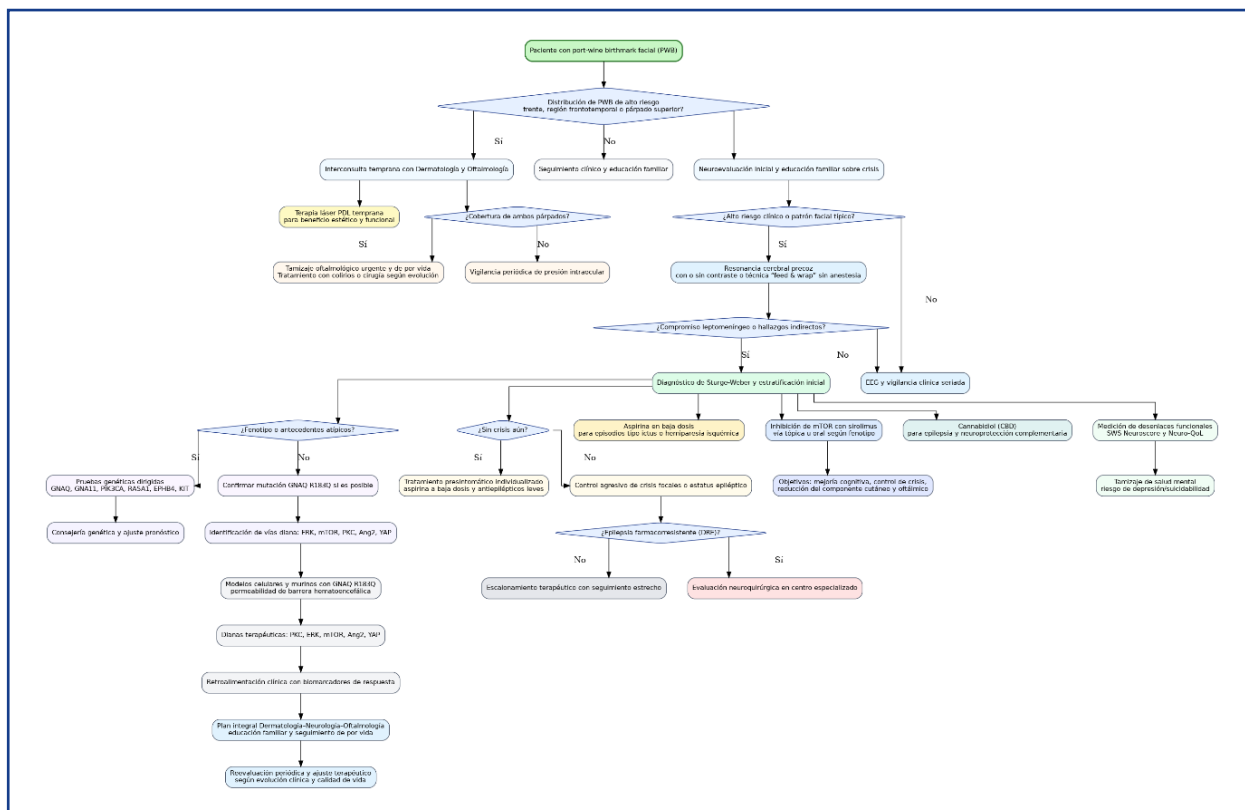 Paciente con port-wine birthmark facial (PWB)
Distribución de PWB de alto riesgo
frente, región frontotemporal o párpado superior?
Sí
No
Interconsulta temprana con Dermatología y Oftalmología
Seguimiento clínico y educación familiar
Neuroevaluación inicial y educación familiar sobre crisis
Terapia láser PDL temprana
para beneficio estético y funcional
¿Cobertura de ambos párpados?
¿Alto riesgo clínico o patrón facial típico?
Sí
No
Sí
No
Tamizaje oftalmológico urgente y de por vida
Tratamiento con colirios o cirugía según evolución
Vigilancia periódica de presión intraocular
Resonancia cerebral precoz
con o sin contraste o técnica "feed & wrap" sin anestesia
¿Compromiso leptomeníngeo o hallazgos indirectos?
Sí
No
Diagnóstico de Sturge-Weber y estratificación inicial
EEG y vigilancia clínica seriada
¿Fenotipo o antecedentes atípicos?
¿Sin crisis aún?
Aspirina en baja dosis
para episodios tipo ictus o hemiparesia isquémica
Inhibición de mTOR con sirolimus
vía tópica u oral según fenotipo
Cannabidiol (CBD)
para epilepsia y neuroprotección complementaria
Medición de desenlaces funcionales
SWS Neuroscore y Neuro-QoL
Sí
No
Sí
No
Pruebas genéticas dirigidas
GNAQ, GNA11, PIK3CA, RASA1, EPHB4, KIT
Confirmar mutación GNAQ R183Q si es posible
Tratamiento presintomático individualizado
aspirina a baja dosis y antiepilépticos leves
Control agresivo de crisis focales o estatus epiléptico
Objetivos: mejoría cognitiva, control de crisis,
reducción del componente cutáneo y oftálmico
Tamizaje de salud mental
riesgo de depresión/suicidabilidad
Consejería genética y ajuste pronóstico
Identificación de vías diana: ERK, mTOR, PKC, Ang2, YAP
¿Epilepsia farmacorresistente (DRE)?
No
Sí
Modelos celulares y murinos con GNAQ R183Q
permeabilidad de barrera hematoencefálica
Escalonamiento terapéutico con seguimiento estrecho
Evaluación neuroquirúrgica en centro especializado
Dianas terapéuticas: PKC, ERK, mTOR, Ang2, YAP
Retroalimentación clínica con biomarcadores de respuesta
Plan integral Dermatología-Neurología-Oftalmología
educación familiar y seguimiento de por vida
Reevaluación periódica y ajuste terapéutico
según evolución clínica y calidad de vida